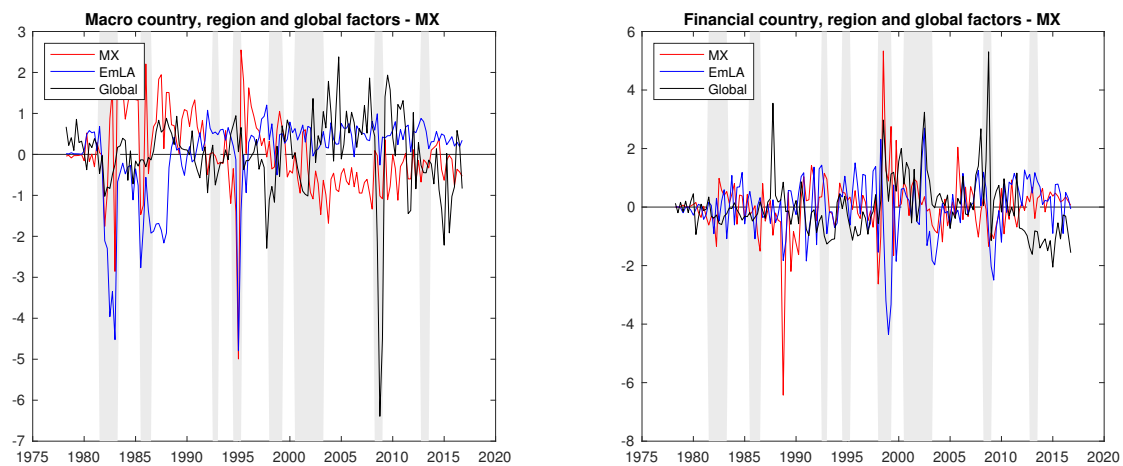 Macro country, region and global factors - MX
3
2
1
0
-1
-2
-3
-4
-5
-6
-7
MX
EmLA
Global
1975 1980 1985 1990 1995 2000 2005 2010 2015 2020
Financial country, region and global factors - MX
6
4
2
0
-2
-4
-6
-8
MX
EmLA
Global
1975 1980 1985 1990 1995 2000 2005 2010 2015 2020